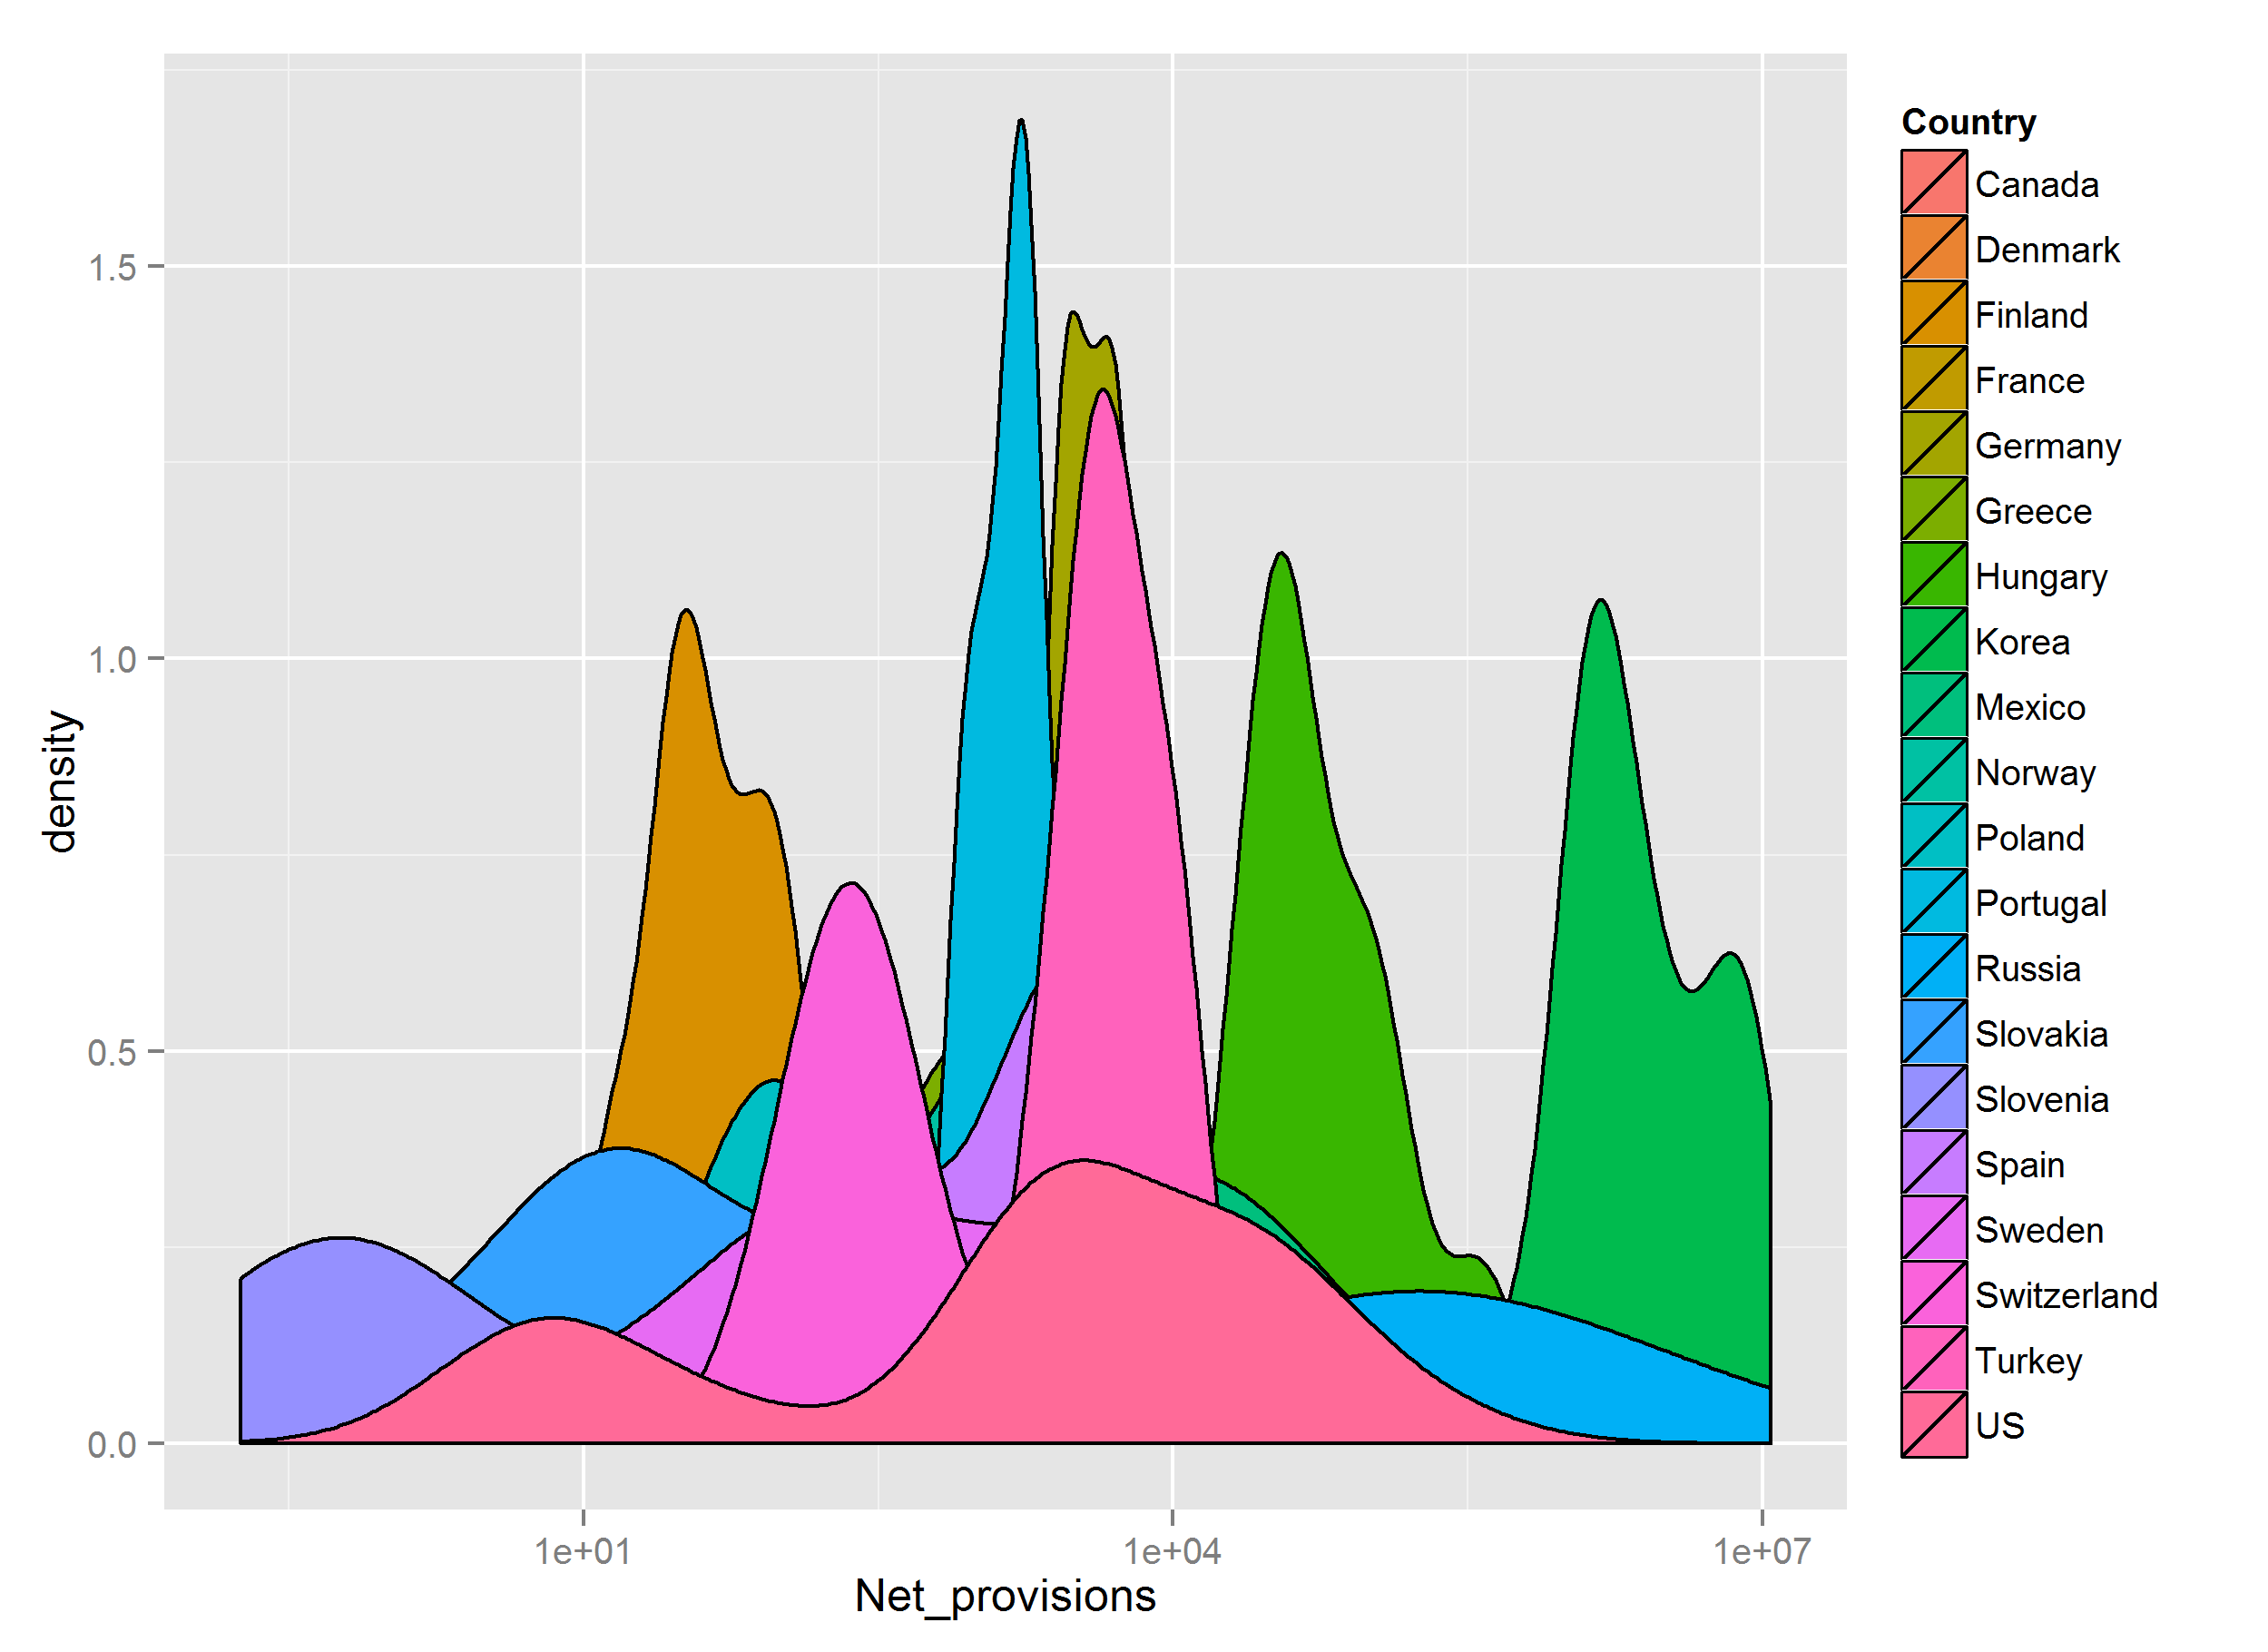 1.5
1.0
0.5
0.0
density
1e+01
1e+04
1e+07
Net_provisions
Country
Canada
Denmark
Finland
France
Germany
Greece
Hungary
Korea
Mexico
Norway
Poland
Portugal
Russia
Slovakia
Slovenia
Spain
Sweden
Switzerland
Turkey
US